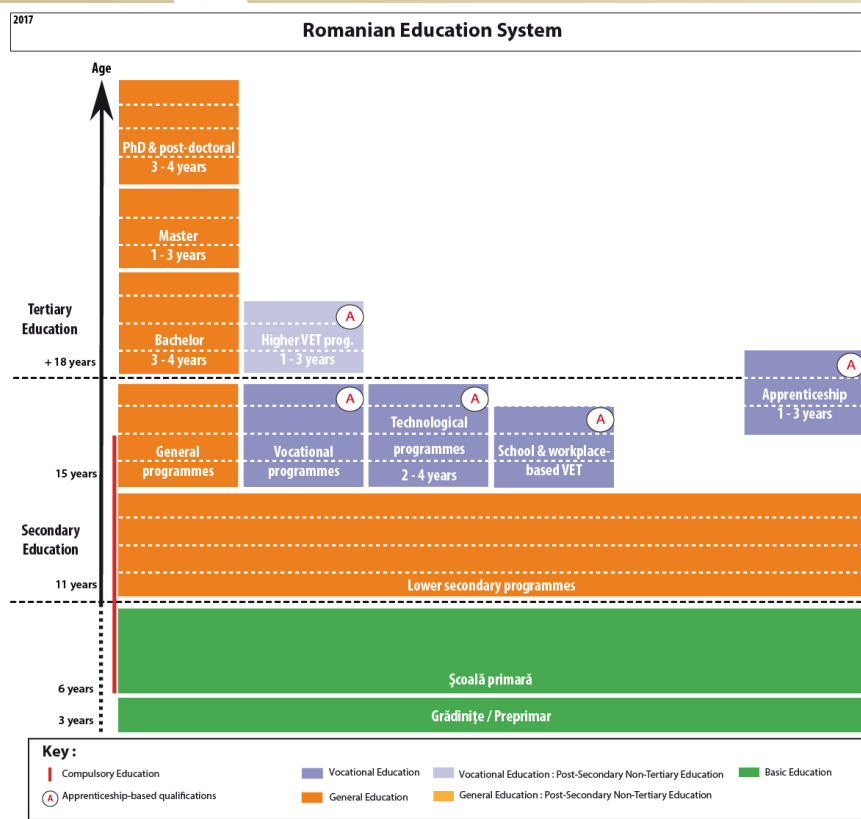 2017
Romanian Education System
Age
PhD & post-doctoral
3 - 4 years
Master
1 - 3 years
Tertiary
Education
Bachelor
3 - 4 years
A
Higher VET prog.
1 - 3 years
+ 18 years
A
Apprenticeship
1 - 3 years
General
programmes
A
Vocational
programmes
A
Technological
programmes
2 - 4 years
A
School & workplace-
based VET
15 years
Secondary
Education
11 years
Lower secondary programmes
Școală primară
6 years
Grădinițe / Preprimar
3 years
Key :
Compulsory Education
Vocational Education
Vocational Education : Post-Secondary Non-Tertiary Education
Basic Education
A Apprenticeship-based qualifications
General Education
General Education : Post-Secondary Non-Tertiary Education